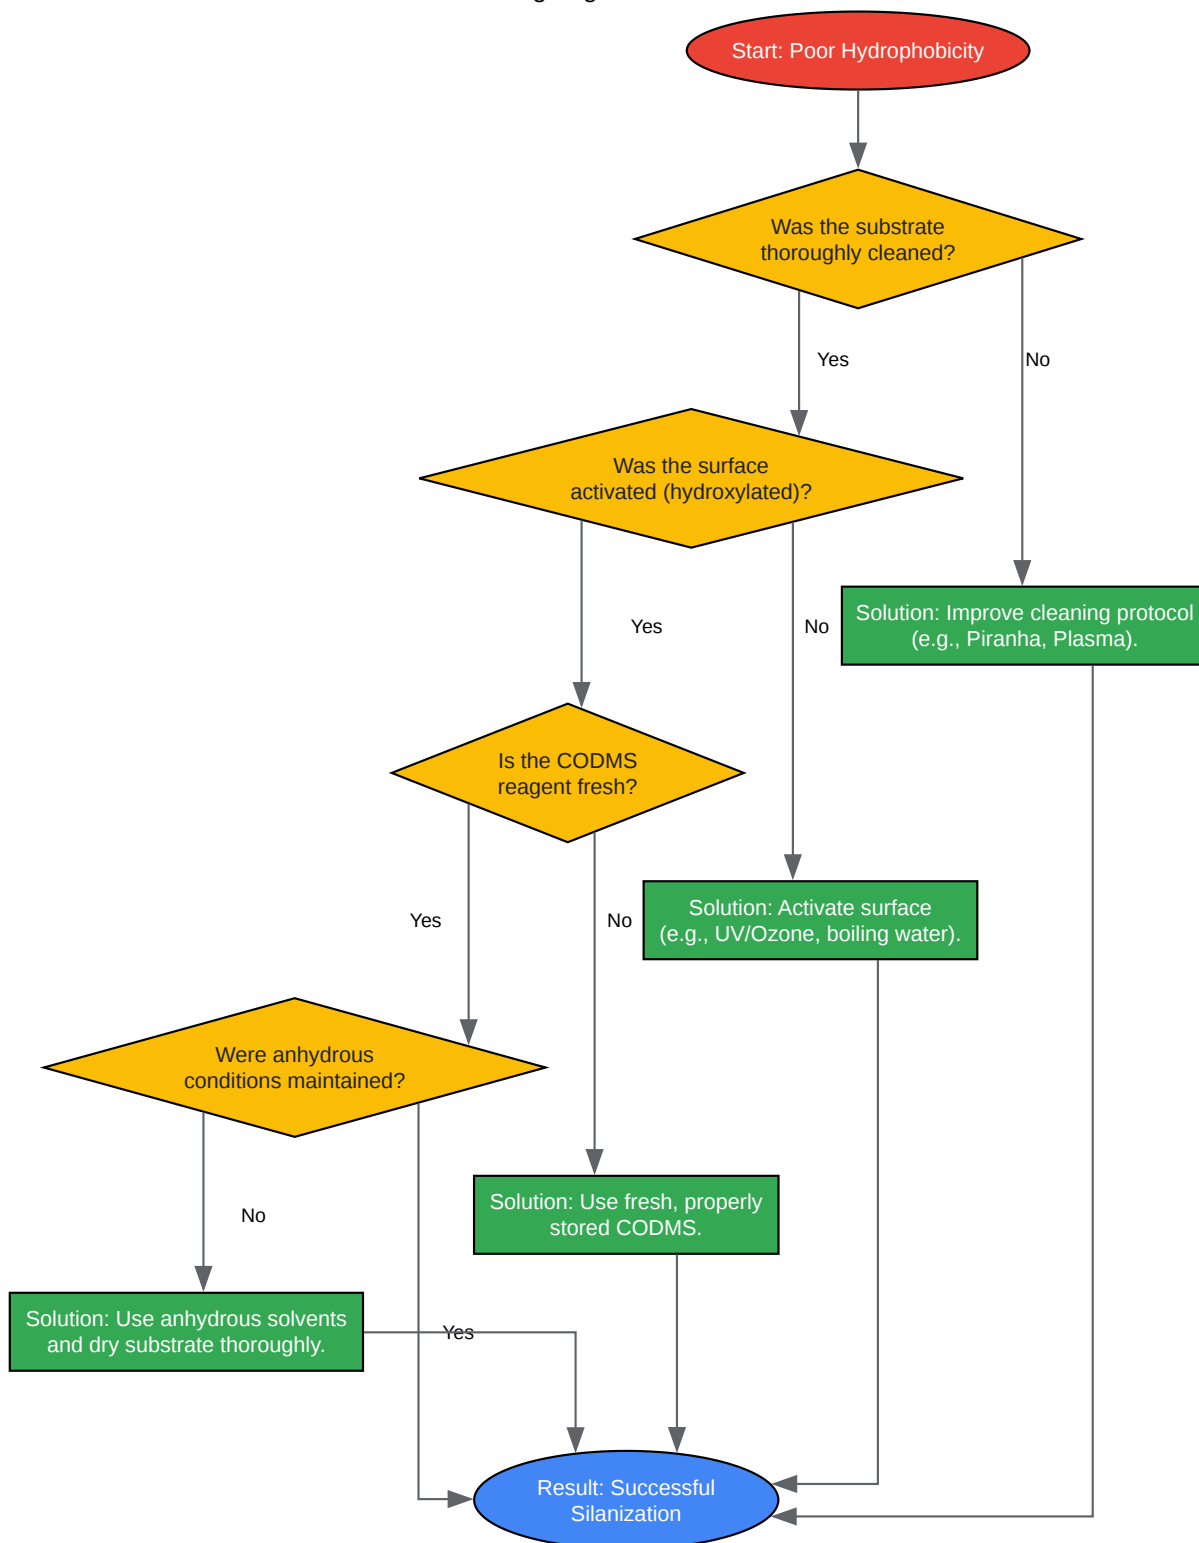 Start: Poor Hydrophobicity
Was the substrate
thoroughly cleaned?
Yes
No
Was the surface
activated (hydroxylated)?
Solution: Improve cleaning protocol
(e.g., Piranha, Plasma).
Yes
No
Is the CODMS
reagent fresh?
Solution: Activate surface
(e.g., UV/Ozone, boiling water).
Yes
No
Were anhydrous
conditions maintained?
Solution: Use fresh, properly
stored CODMS.
No
Solution: Use anhydrous solvents
and dry substrate thoroughly.
Yes
Result: Successful
Silanization